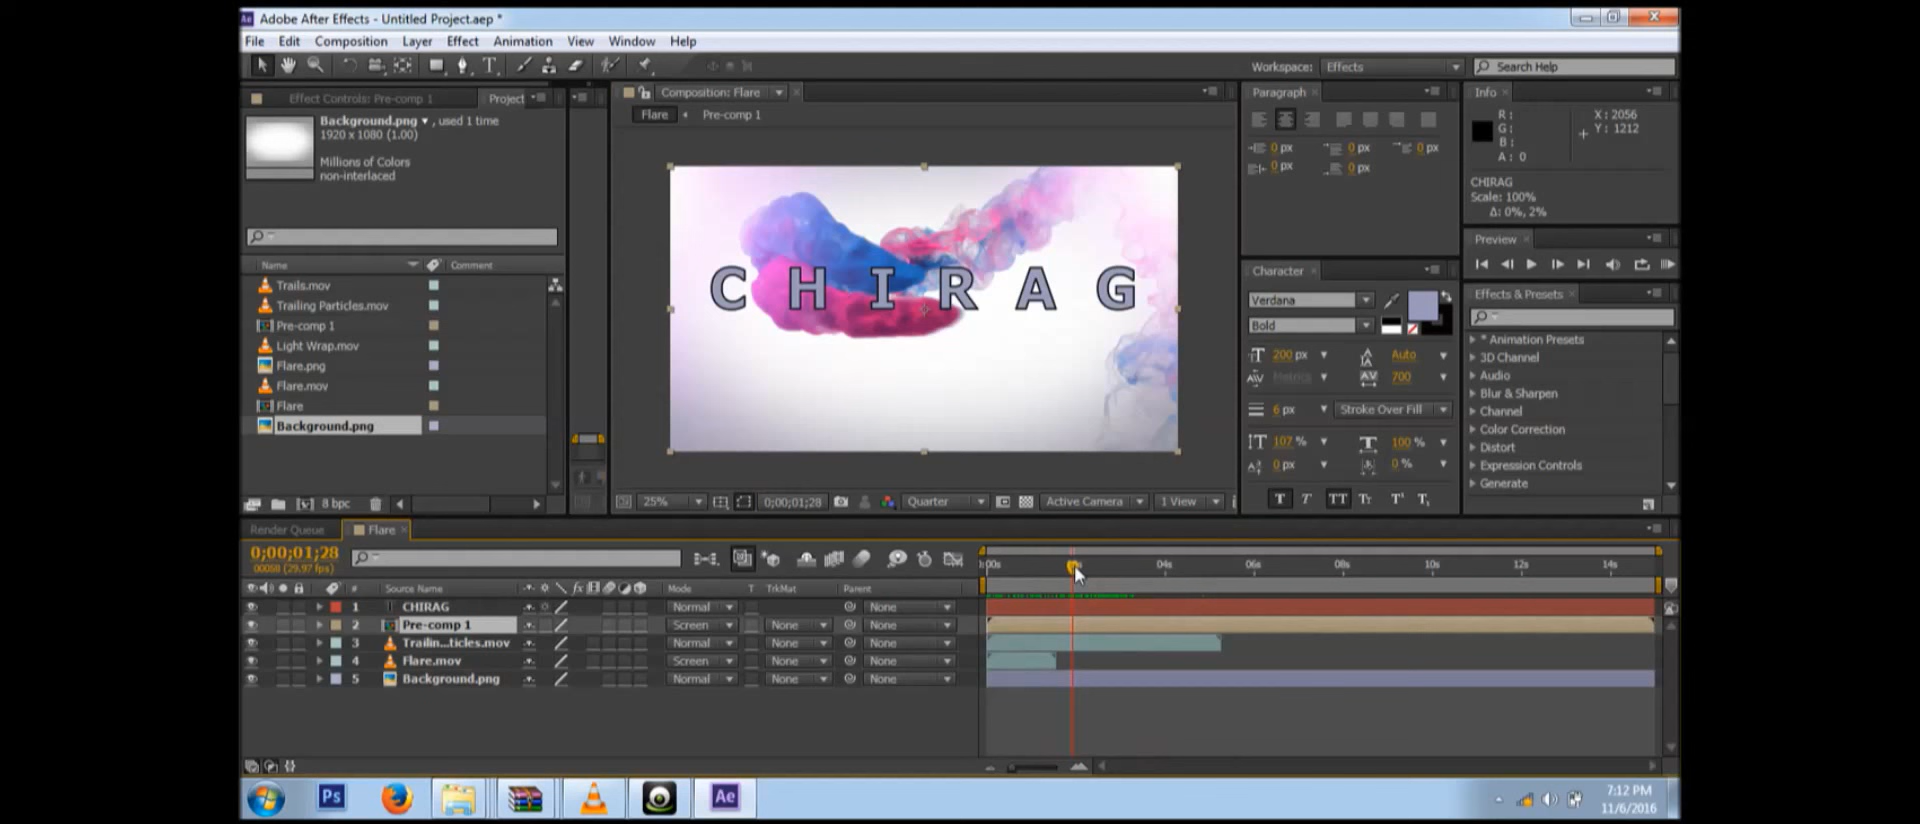 Adobe After Effects - Untitled Project.aep *
File Edit Composition Layer Effect Animation View Window Help
Workspace: Effects Search Help
Effect Controls: Pre-comp 1 Project
Background.png ▼ , used 1 time
1920 x 1080 (1.00)
Millions of Colors
non-interlaced
Name Comment
Trails.mov
Trailing Particles.mov
Pre-comp 1
Light Wrap.mov
Flare.png
Flare.mov
Flare
Background.png
8 bpc
Composition: Flare
Flare Pre-comp 1
C H I R A G
25% 0;00;01;28 Quarter Active Camera 1 View
Paragraph
0 px 0 px 0 px
0 px 0 px
Character
Verdana
Bold
200 px Auto
Metrics 700
6 px Stroke Over Fill
107 % 100 %
0 px 0 %
T T TT Tr T¹ T₁
Info
R :
G :
B :
A : 0
X : 2056
Y : 1212
CHIRAG
Scale: 100%
Δ: 0%, 2%
Preview
Effects & Presets
* Animation Presets
3D Channel
Audio
Blur & Sharpen
Channel
Color Correction
Distort
Expression Controls
Generate
Render Queue Flare
0;00;01;28
00058 (29.97 fps)
# Source Name fx Mode T TrkMat Parent
1 CHIRAG Normal None
2 Pre-comp 1 Screen None None
3 Trailin...ticles.mov Normal None None
4 Flare.mov Screen None None
5 Background.png Normal None None
04s 06s 08s 10s 12s 14s
Ps Ae
7:12 PM
11/6/2016